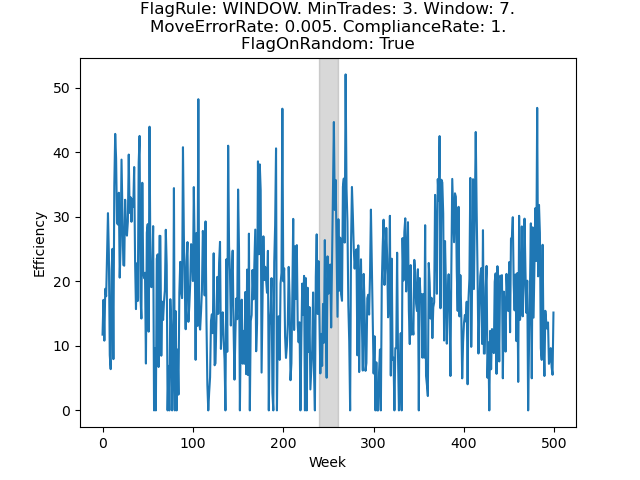 FlagRule: WINDOW. MinTrades: 3. Window: 7.
MoveErrorRate: 0.005. ComplianceRate: 1.
FlagOnRandom: True
50
40
30
20
10
0
Efficiency
0 100 200 300 400 500
Week